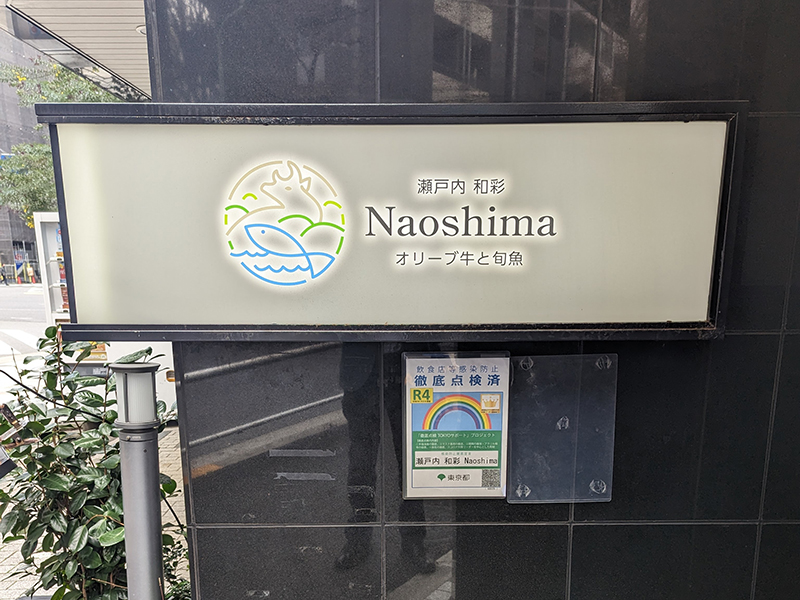 瀬戸内 和彩
Naoshima
オリーブ牛と旬魚
飲食店等感染防止
徹底点検済
R4
瀬戸内 和彩 Naoshima
東京都